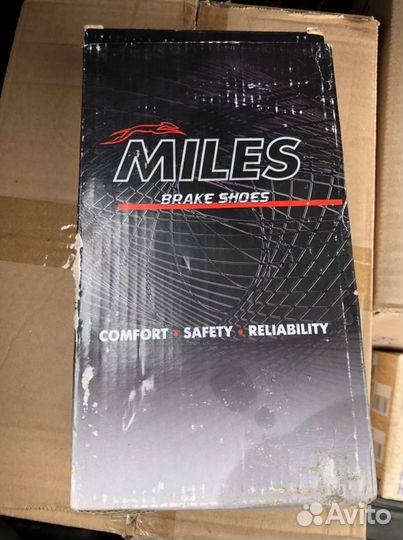 MILES
BRAKE SHOES
COMFORT • SAFETY • RELIABILITY
Avito